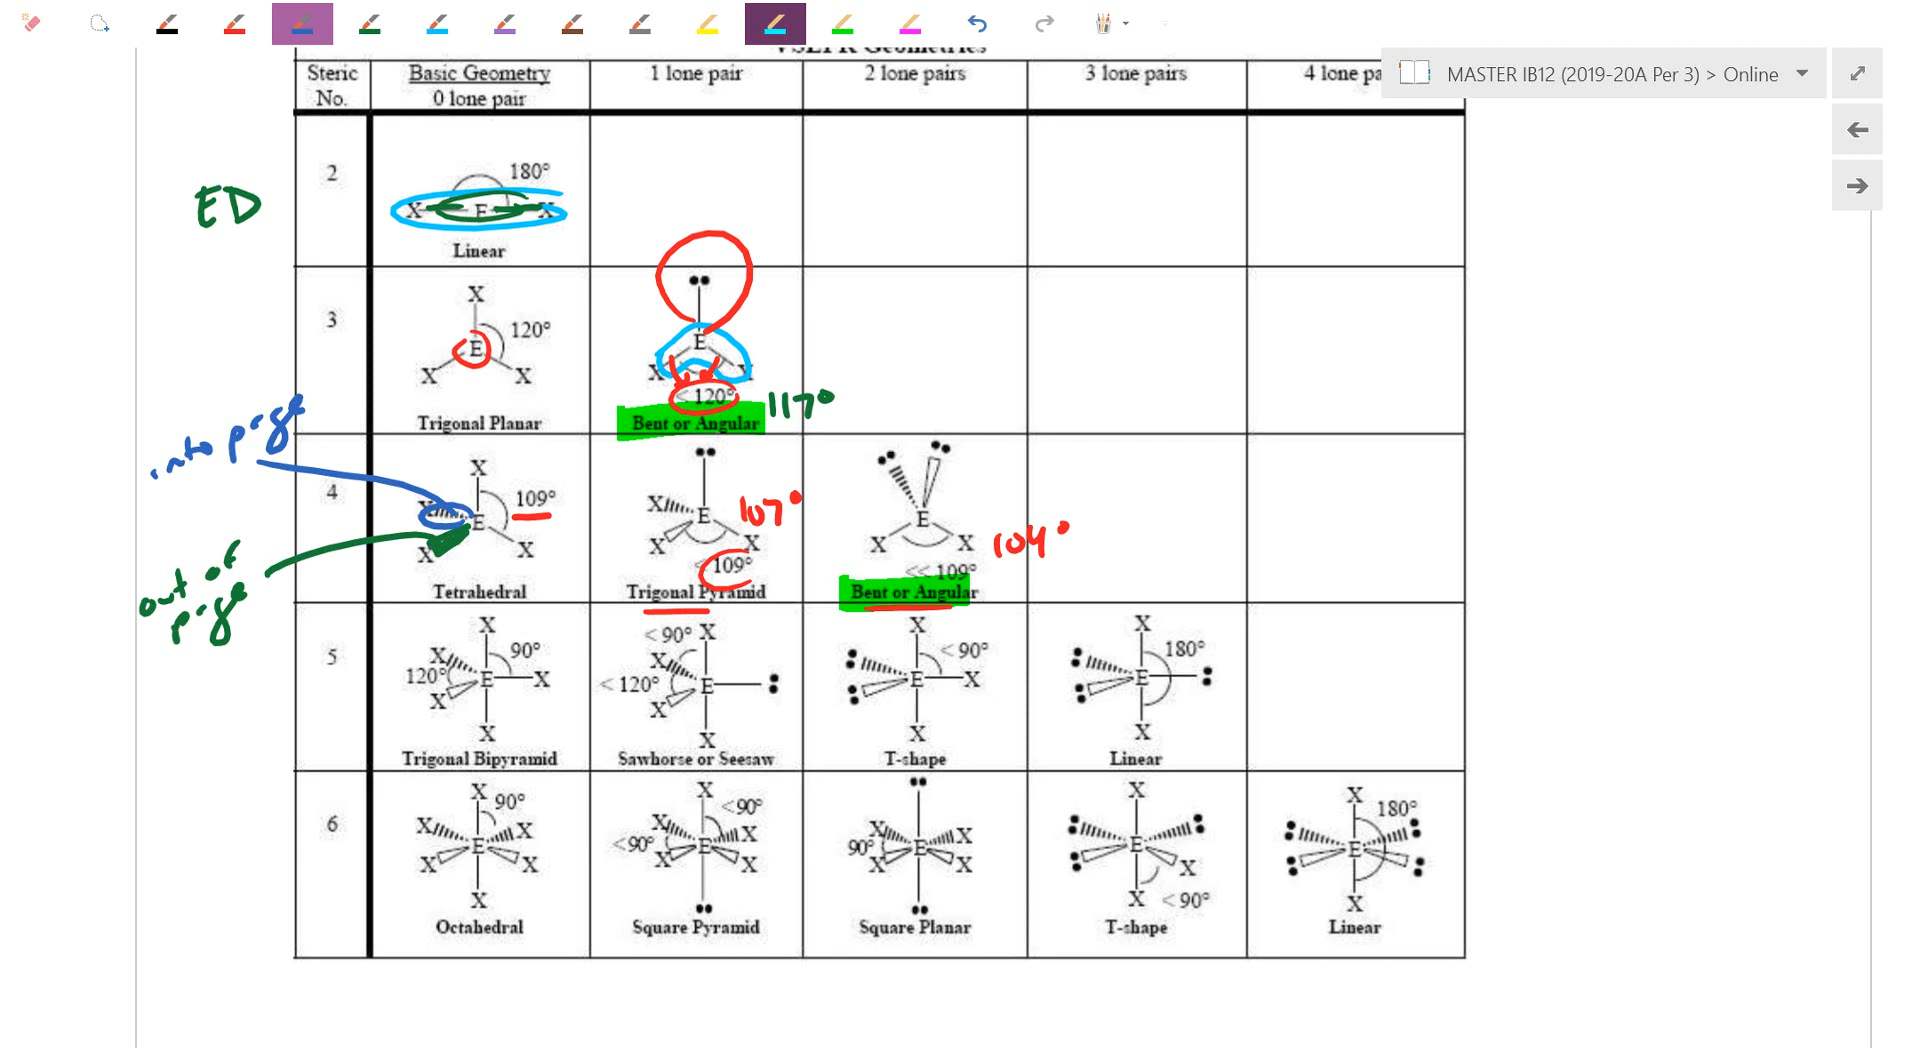 VSEPR Geometries
MASTER IB12 (2019-20A Per 3) > Online
Steric No.
Basic Geometry
0 lone pair
1 lone pair
2 lone pairs
3 lone pairs
4 lone pa
ED
2
180°
X E X
Linear
3
X
120°
E
X X
Trigonal Planar
E
X X
<120°
117°
Bent or Angular
into page
out of page
4
X
109°
X E
X X
Tetrahedral
X E
107°
X X
<109°
Trigonal Pyramid
E
X X
104°
<< 109°
Bent or Angular
5
X
90°
X
120° E X
X
X
Trigonal Bipyramid
<90° X
X
<120° E
X
X
Sawhorse or Seesaw
X
<90°
E X
X
T-shape
X
180°
E
X
Linear
6
X 90°
X X
E
X X
X
Octahedral
X
<90°
X X
<90° E
X X
Square Pyramid
X X
90° E
X X
Square Planar
X
E
X
X <90°
T-shape
X
180°
E
X
Linear